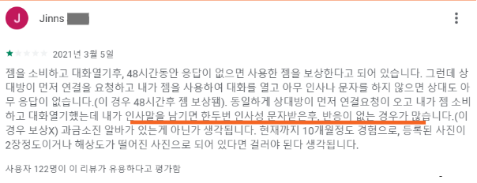 J
Jinns
2021년 3월 5일
젬을 소비하고 대화열기후, 48시간동안 응답이 없으면 사용한 젬을 보상한다고 되어 있습니다. 그런데 상
대방이 먼저 연결을 요청하고 내가 젬을 사용하여 대화를 열고 아무 인사나 문자를 하지 않으면 상대도 아
무 응답이 없습니다.(이 경우 48시간후 젬 보상됌). 동일하게 상대방이 먼저 연결요청이 오고 내가 젬 소비
하고 대화열기했는데 내가 인사말을 남기면 한두번 인사성 문자받은후, 반응이 없는 경우가 많습니다.(이
경우 보상X) 과금소진 알바가 있는게 아닌가 생각됩니다. 현재까지 10개월정도 경험으로, 등록된 사진이
2장정도이거나 해상도가 떨어진 사진으로 되어 있다면 걸러야 된다 생각됩니다.
사용자 122명이 이 리뷰가 유용하다고 평가함